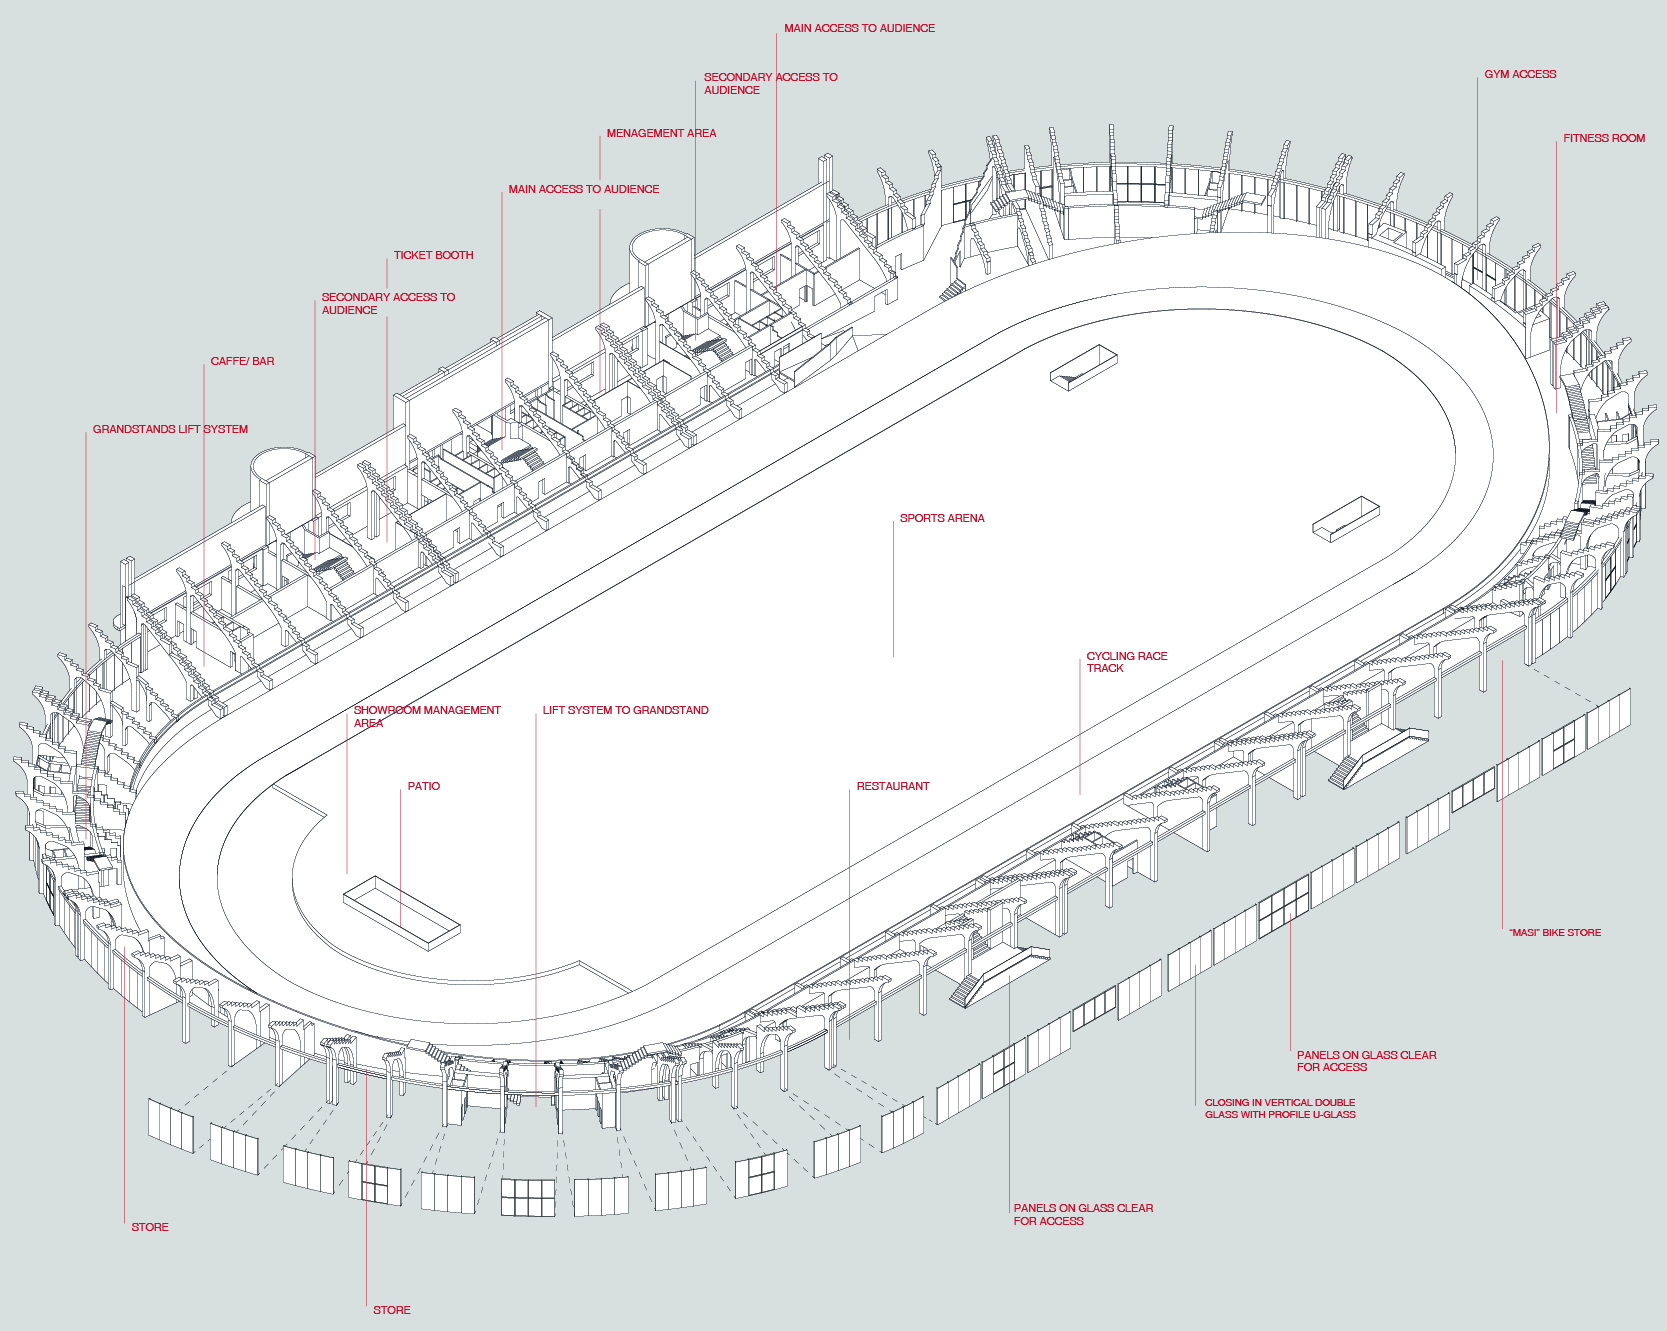 MAIN ACCESS TO AUDIENCE
SECONDARY ACCESS TO
AUDIENCE
GYM ACCESS
MENAGEMENT AREA
FITNESS ROOM
MAIN ACCESS TO AUDIENCE
TICKET BOOTH
SECONDARY ACCESS TO
AUDIENCE
CAFFE/ BAR
GRANDSTANDS LIFT SYSTEM
SPORTS ARENA
CYCLING RACE
TRACK
SHOWROOM MANAGEMENT
AREA
LIFT SYSTEM TO GRANDSTAND
PATIO
RESTAURANT
"MASI" BIKE STORE
PANELS ON GLASS CLEAR
FOR ACCESS
CLOSING IN VERTICAL DOUBLE
GLASS WITH PROFILE U-GLASS
PANELS ON GLASS CLEAR
FOR ACCESS
STORE
STORE